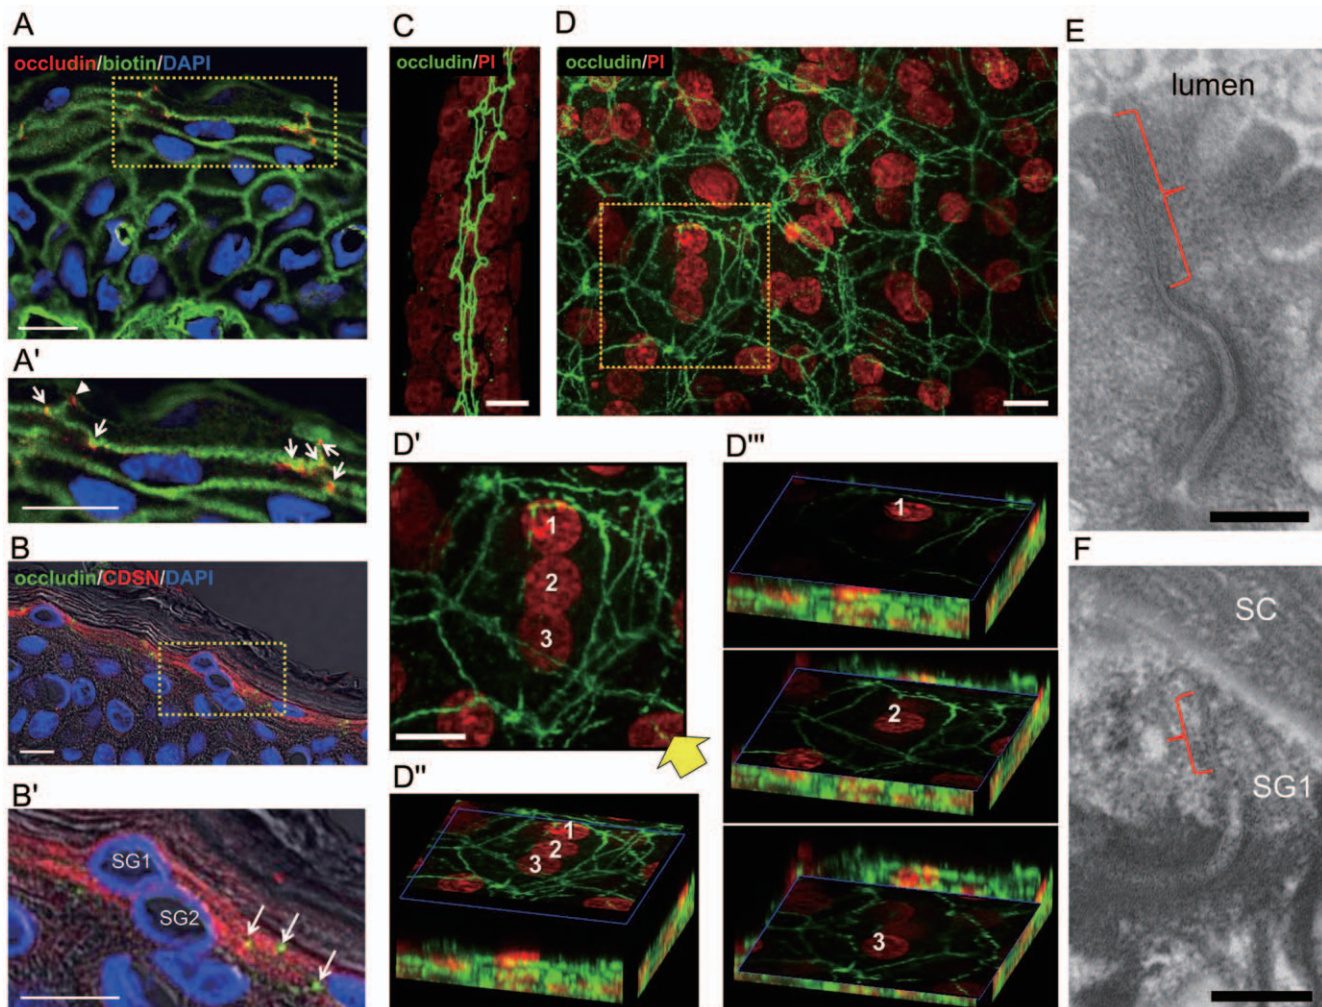 A
occludin/biotin/DAPI
A'
B
occludin/CDSN/DAPI
B'
SG1
SG2
C
occludin/PI
D
occludin/PI
D'
1
2
3
D''
1
2
3
D'''
1
2
3
E
lumen
F
SC
SG1